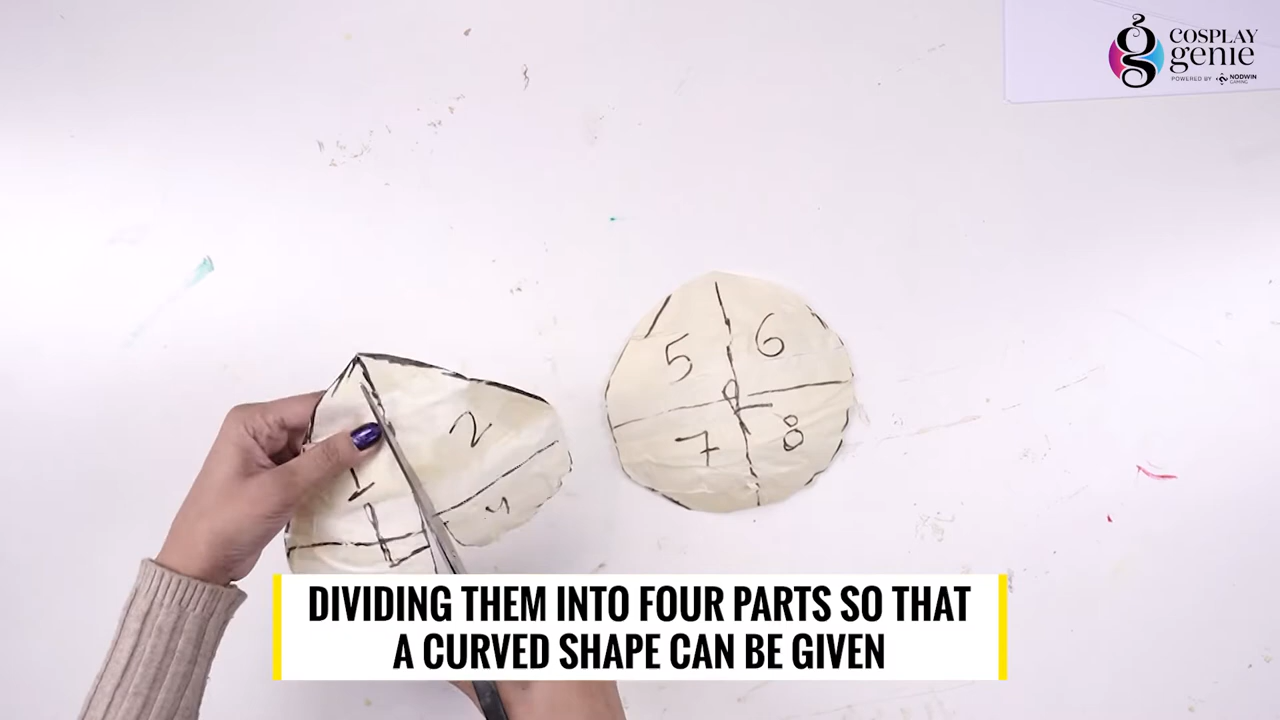 COSPLAY
genie
POWERED BY NODWIN
GAMING
5
6
2
7
8
1
DIVIDING THEM INTO FOUR PARTS SO THAT
A CURVED SHAPE CAN BE GIVEN